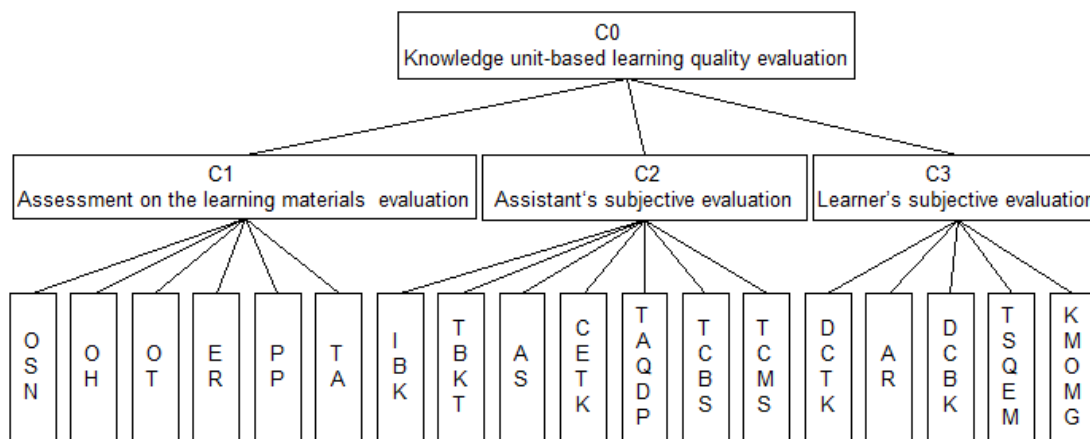 C0
Knowledge unit-based learning quality evaluation
C1
Assessment on the learning materials  evaluation
C2
Assistant‘s subjective evaluation
C3
Learner’s subjective evaluation
OSN
OH
OT
ER
PP
TA
IBK
TBKT
AS
CETK
TAQDP
TCBS
TCMS
DCTK
AR
DCBK
TSQEM
KMOMG